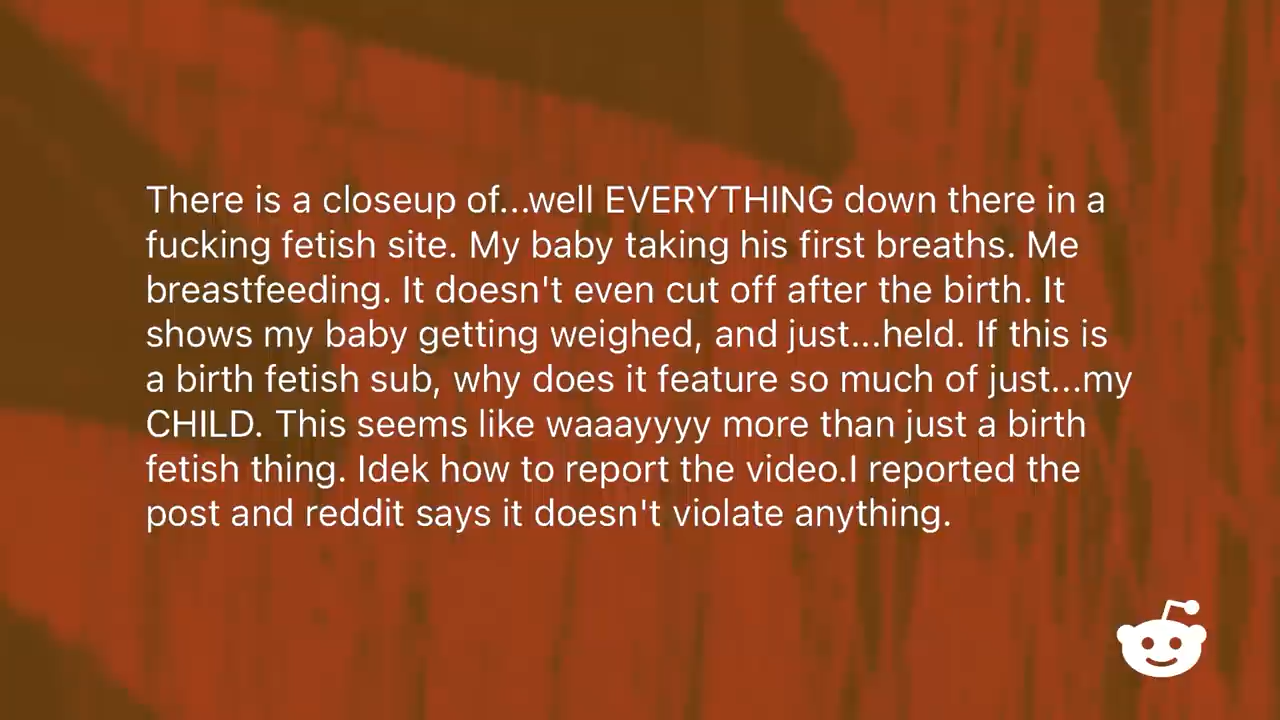 There is a closeup of...well EVERYTHING down there in a
fucking fetish site. My baby taking his first breaths. Me
breastfeeding. It doesn't even cut off after the birth. It
shows my baby getting weighed, and just...held. If this is
a birth fetish sub, why does it feature so much of just...my
CHILD. This seems like waaayyyy more than just a birth
fetish thing. Idek how to report the video.I reported the
post and reddit says it doesn't violate anything.